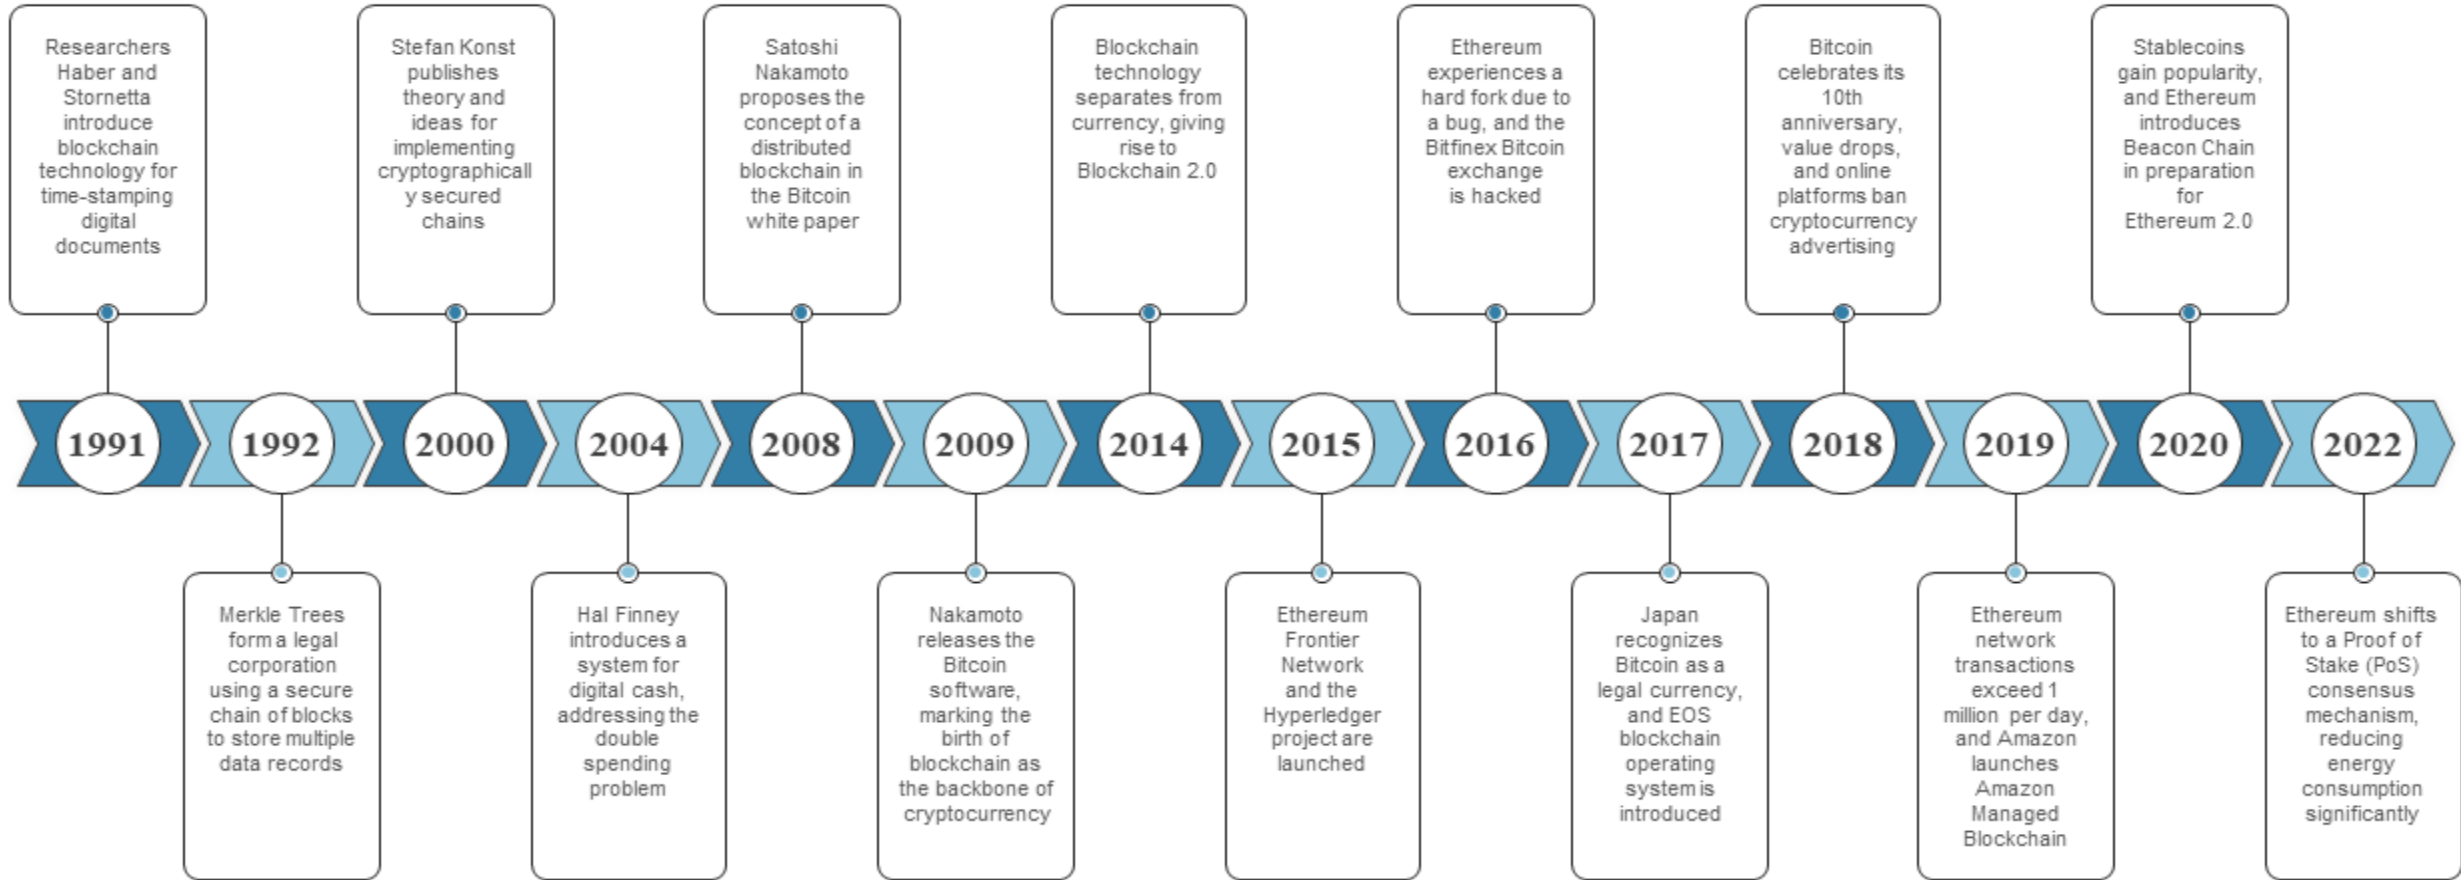 Researchers
Haber and
Stornetta
introduce
blockchain
technology for
time-stamping
digital
documents
Stefan Konst
publishes
theory and
ideas for
implementing
cryptographicall
y secured
chains
Satoshi
Nakamoto
proposes the
concept of a
distributed
blockchain in
the Bitcoin
white paper
Blockchain
technology
separates from
currency, giving
rise to
Blockchain 2.0
Ethereum
experiences a
hard fork due to
a bug, and the
Bitfinex Bitcoin
exchange
is hacked
Bitcoin
celebrates its
10th
anniversary,
value drops,
and online
platforms ban
cryptocurrency
advertising
Stablecoins
gain popularity,
and Ethereum
introduces
Beacon Chain
in preparation
for
Ethereum 2.0
1991
1992
2000
2004
2008
2009
2014
2015
2016
2017
2018
2019
2020
2022
Merkle Trees
form a legal
corporation
using a secure
chain of blocks
to store multiple
data records
Hal Finney
introduces a
system for
digital cash,
addressing the
double
spending
problem
Nakamoto
releases the
Bitcoin
software,
marking the
birth of
blockchain as
the backbone of
cryptocurrency
Ethereum
Frontier
Network
and the
Hyperledger
project are
launched
Japan
recognizes
Bitcoin as a
legal currency,
and EOS
blockchain
operating
system is
introduced
Ethereum
network
transactions
exceed 1
million per day,
and Amazon
launches
Amazon
Managed
Blockchain
Ethereum shifts
to a Proof of
Stake (PoS)
consensus
mechanism,
reducing
energy
consumption
significantly